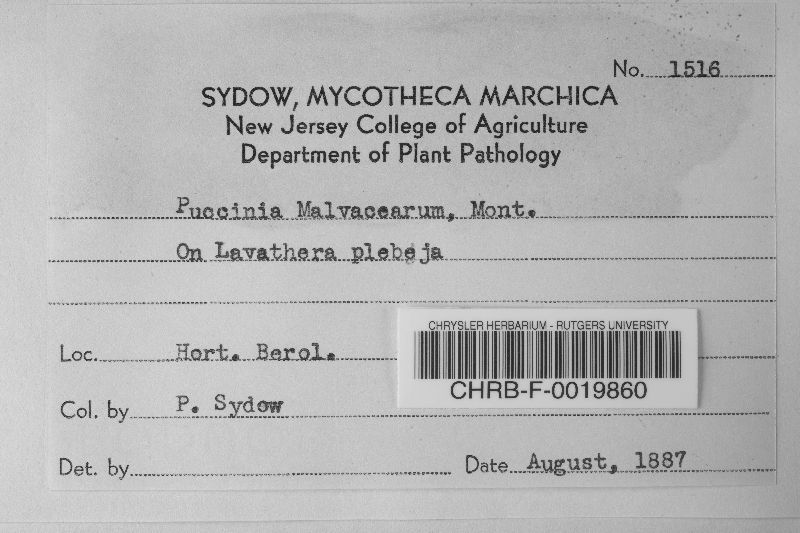 No. 1516
SYDOW, MYCOTHECA MARCHICA
New Jersey College of Agriculture
Department of Plant Pathology
Puccinia Malvacearum, Mont.
On Lavathera plebeja
CHRYSLER HERBARIUM - RUTGERS UNIVERSITY
Loc. Hort. Berol.
CHRB-F-0019860
Col. by P. Sydow
Det. by
Date August, 1887